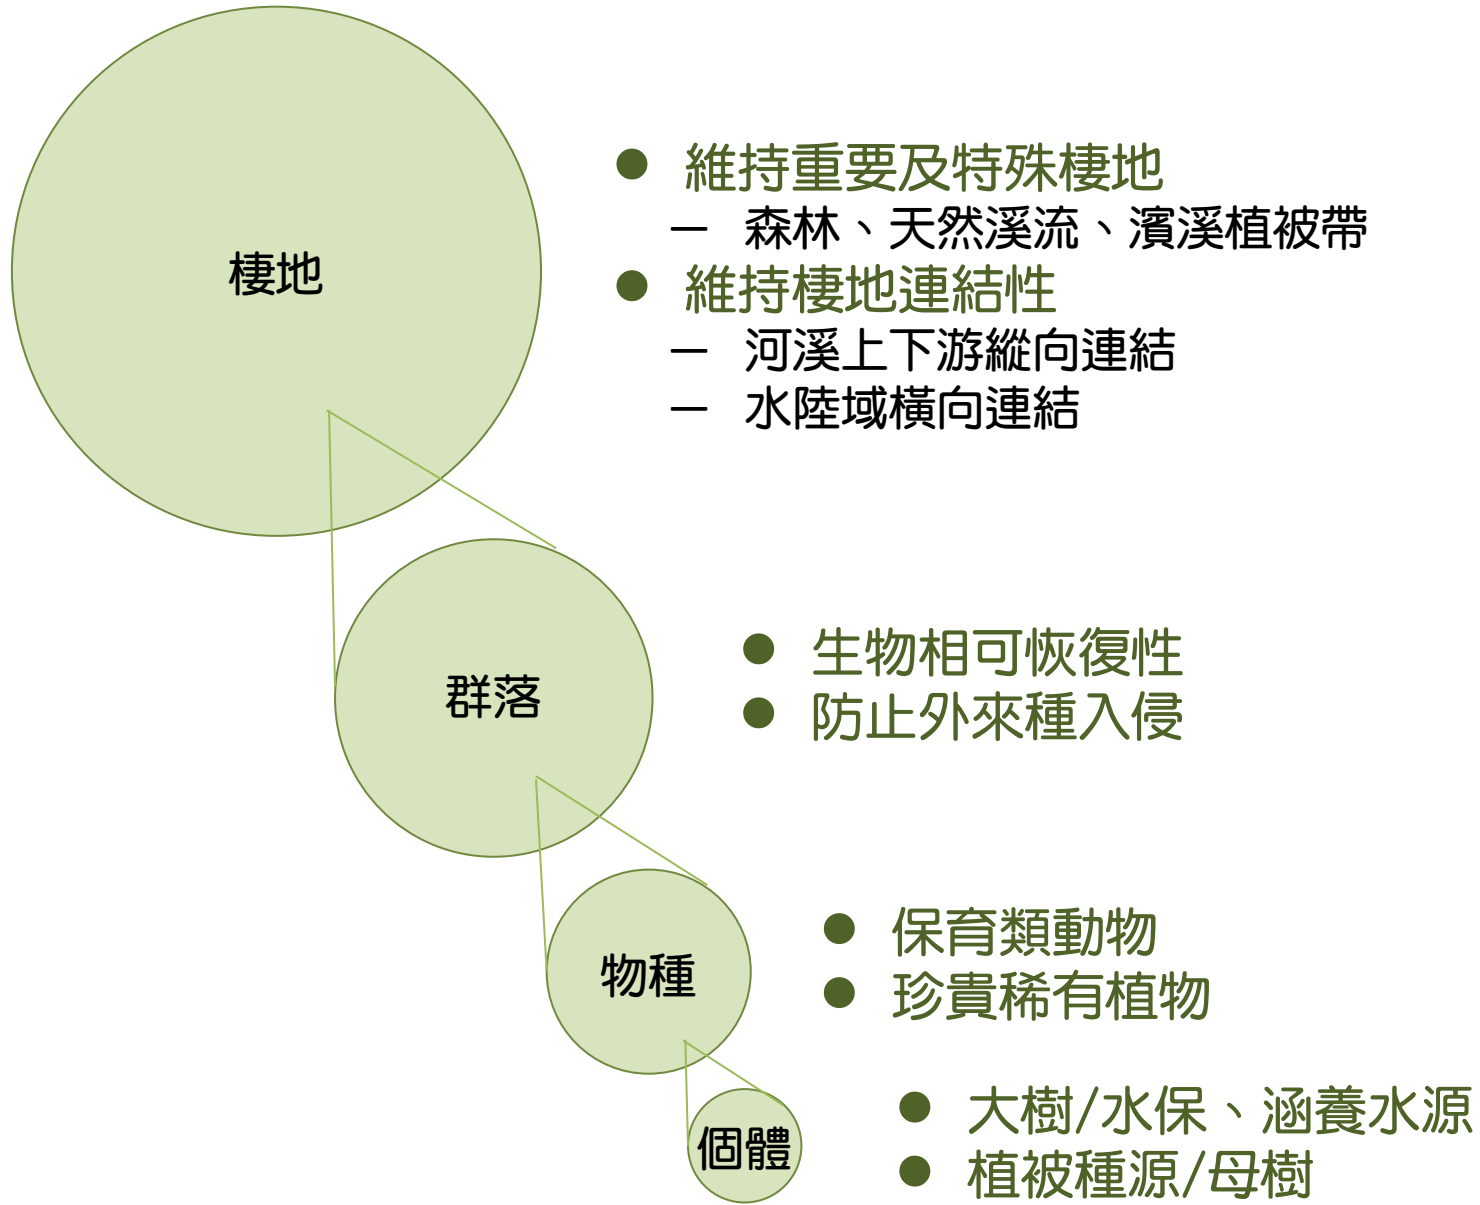 棲地
● 維持重要及特殊棲地
─ 森林、天然溪流、濱溪植被帶
● 維持棲地連結性
─ 河溪上下游縱向連結
─ 水陸域橫向連結
群落
● 生物相可恢復性
● 防止外來種入侵
物種
● 保育類動物
● 珍貴稀有植物
個體
● 大樹/水保、涵養水源
● 植被種源/母樹